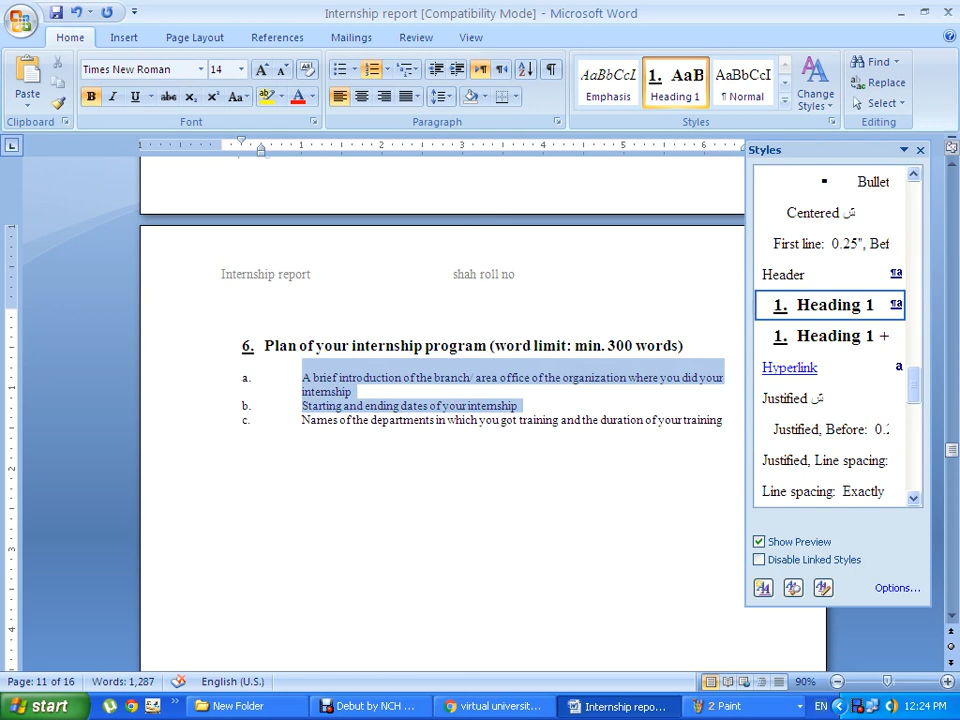 Internship report [Compatibility Mode] - Microsoft Word
Home Insert Page Layout References Mailings Review View
Paste
Clipboard
Times New Roman 14
B I U abc x₂ x² Aa A
Font
Paragraph
AaBbCcI 1. AaB AaBbCcI
Emphasis Heading 1 ¶ Normal
Change Styles
Styles
Find
Replace
Select
Editing
Styles
Bullet
Centered ش
First line: 0.25", Bef
Header ¶a
1. Heading 1 ¶a
1. Heading 1 +
Hyperlink a
Justified ش
Justified, Before: 0.2
Justified, Line spacing:
Line spacing: Exactly
Show Preview
Disable Linked Styles
Options...
Internship report shah roll no
6. Plan of your internship program (word limit: min. 300 words)
a. A brief introduction of the branch/ area office of the organization where you did your
internship
b. Starting and ending dates of your internship
c. Names of the departments in which you got training and the duration of your training
Page: 11 of 16 Words: 1,287 English (U.S.) 90%
start New Folder Debut by NCH ... virtual universit... Internship repo... 2 Paint EN 12:24 PM